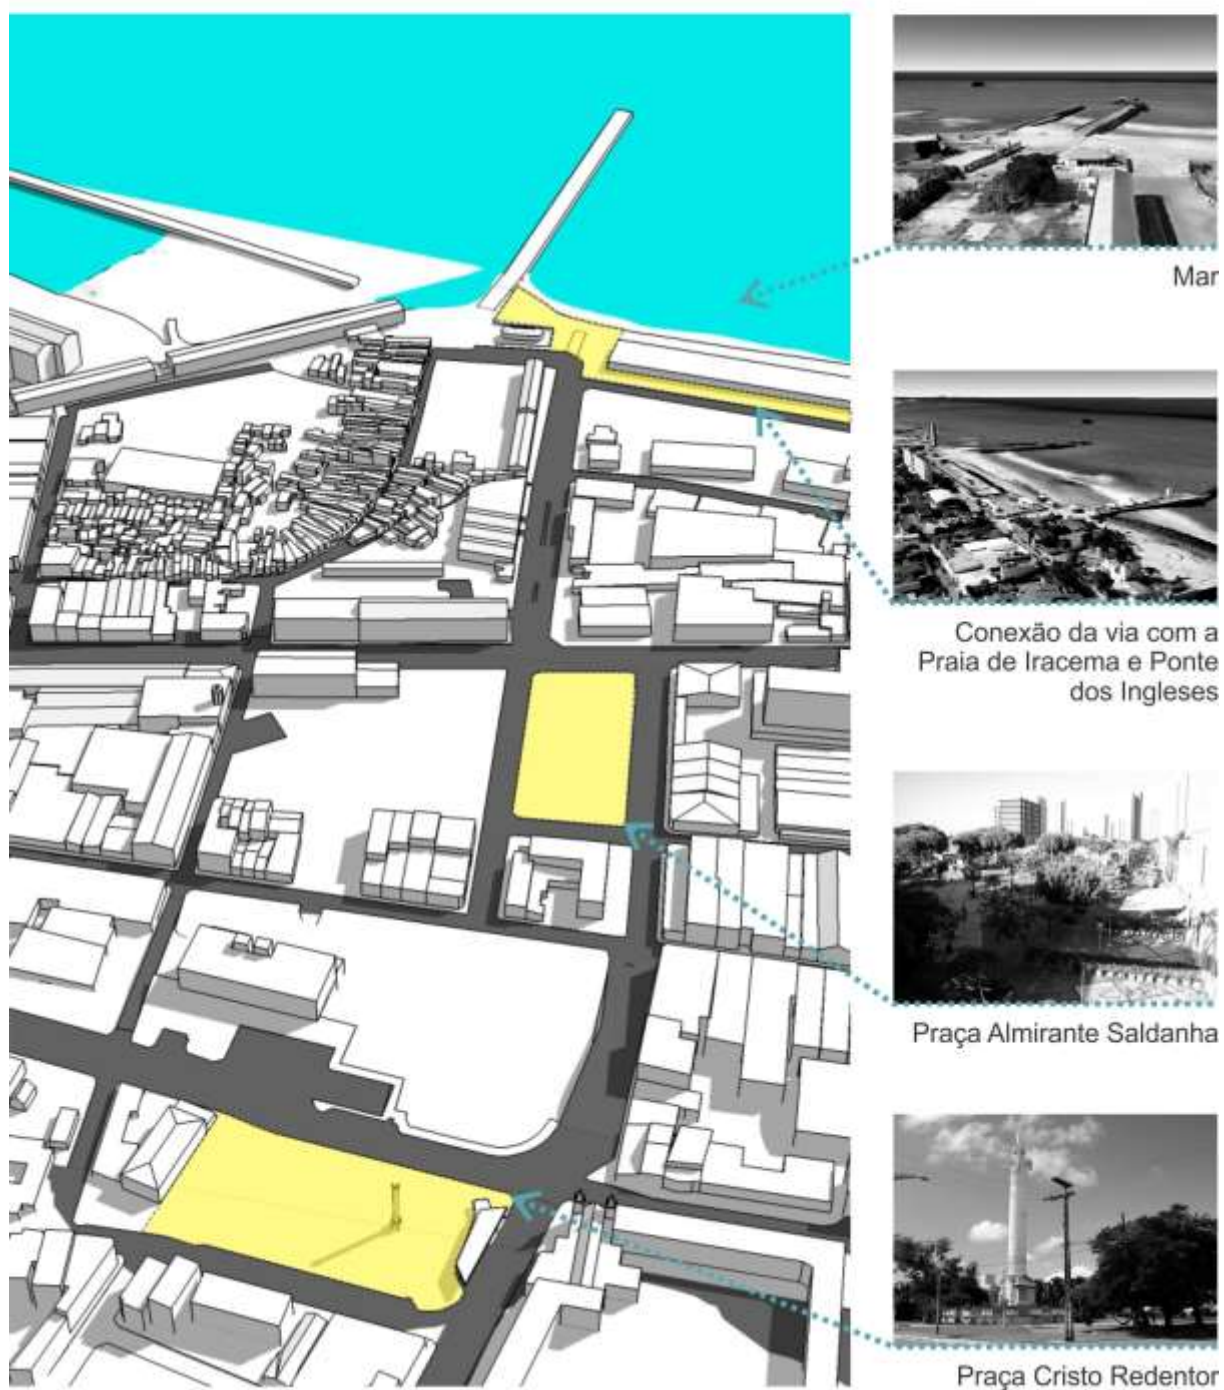 Mar
Conexão da via com a
Praia de Iracema e Ponte
dos Ingleses
Praça Almirante Saldanha
Praça Cristo Redentor